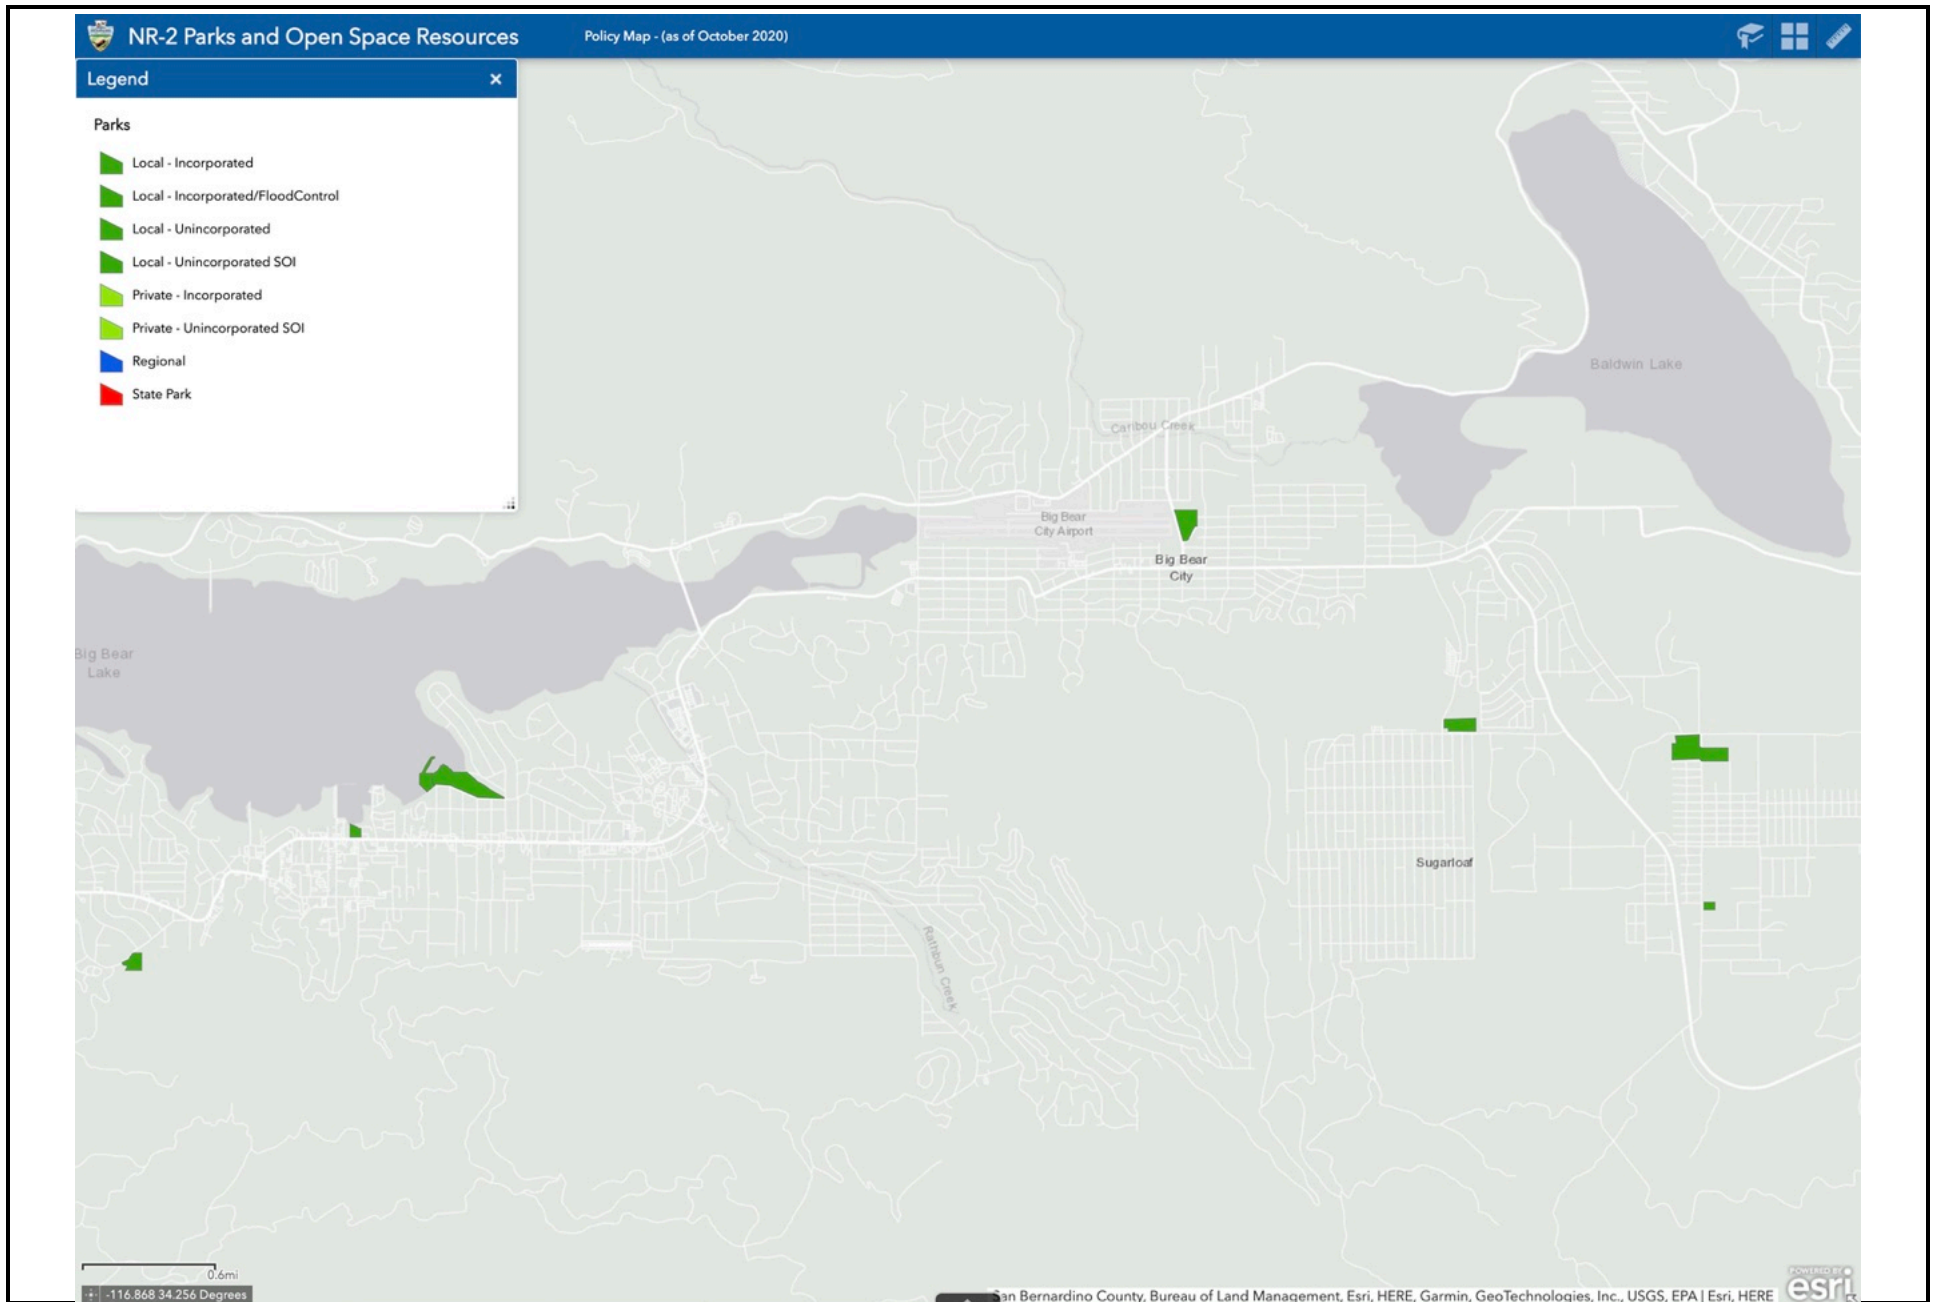 NR-2 Parks and Open Space Resources
Policy Map - (as of October 2020)
Legend
Parks
Local - Incorporated
Local - Incorporated/FloodControl
Local - Unincorporated
Local - Unincorporated SOI
Private - Incorporated
Private - Unincorporated SOI
Regional
State Park
Baldwin Lake
Caribou Creek
Big Bear
City Airport
Big Bear
City
Big Bear
Lake
Sugarloaf
Rathbun Creek
0.6mi
-116.868 34.256 Degrees
San Bernardino County, Bureau of Land Management, Esri, HERE, Garmin, GeoTechnologies, Inc., USGS, EPA | Esri, HERE
POWERED BY
esri